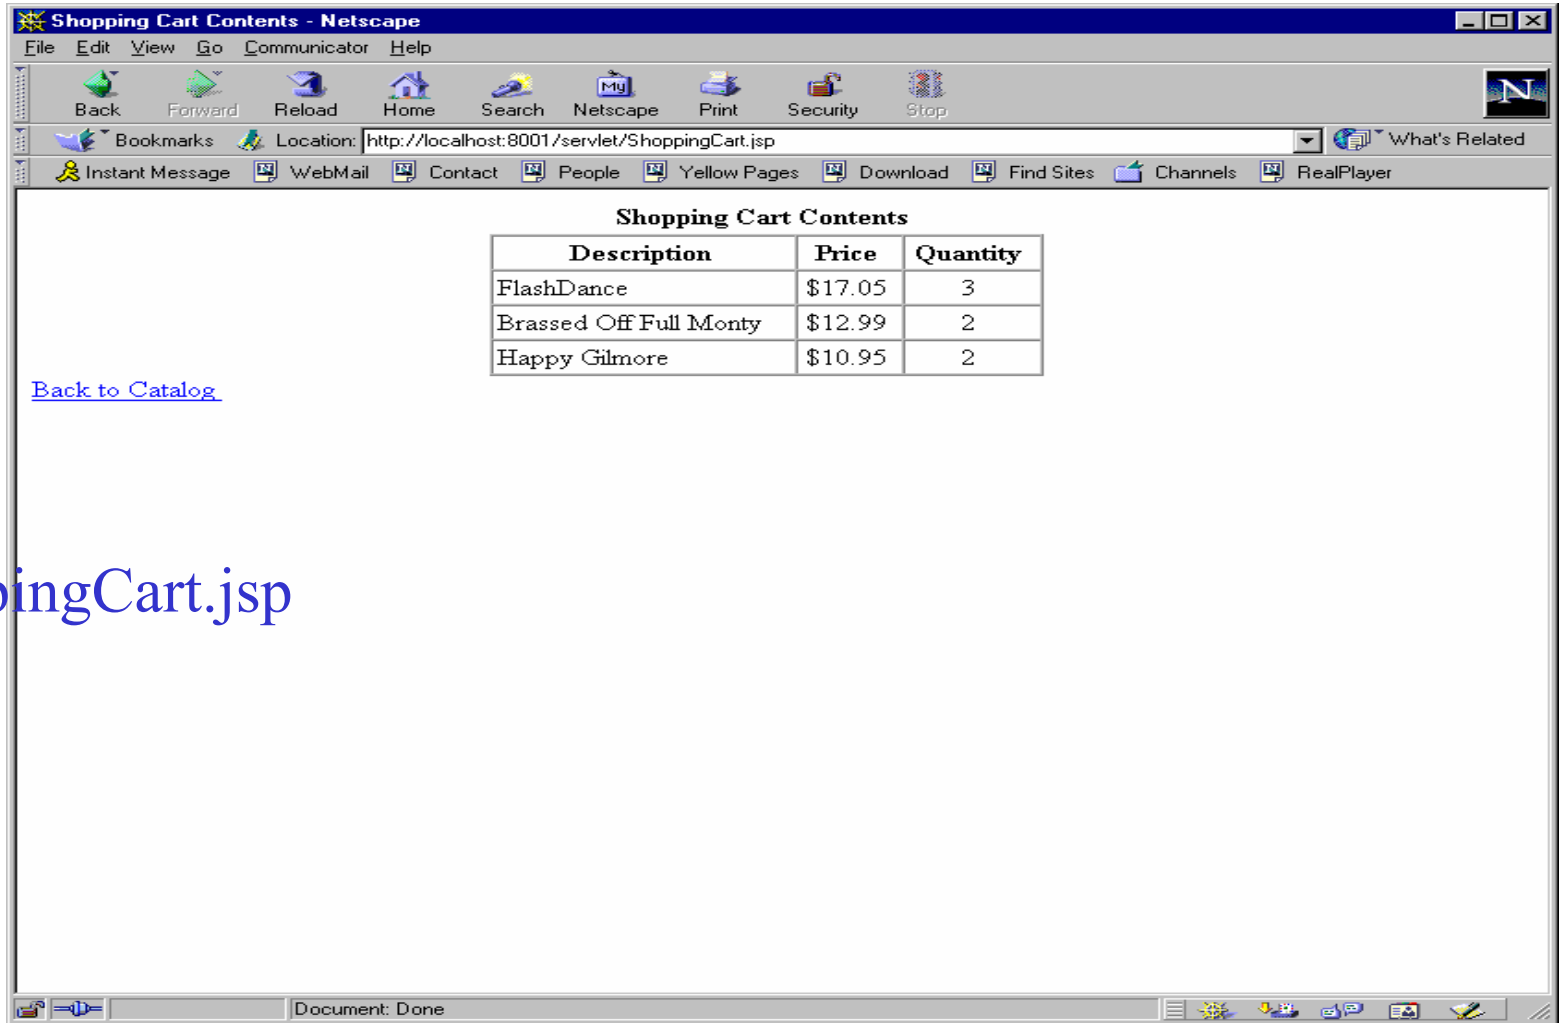 Shopping Cart Contents - Netscape
File Edit View Go Communicator Help
Back Forward Reload Home Search Netscape Print Security Stop
My
N
Bookmarks Location: http://localhost:8001/servlet/ShoppingCart.jsp What's Related
Instant Message WebMail Contact People Yellow Pages Download Find Sites Channels RealPlayer
Shopping Cart Contents
Description Price Quantity
FlashDance $17.05 3
Brassed Off Full Monty $12.99 2
Happy Gilmore $10.95 2
Back to Catalog
pingCart.jsp
Document: Done